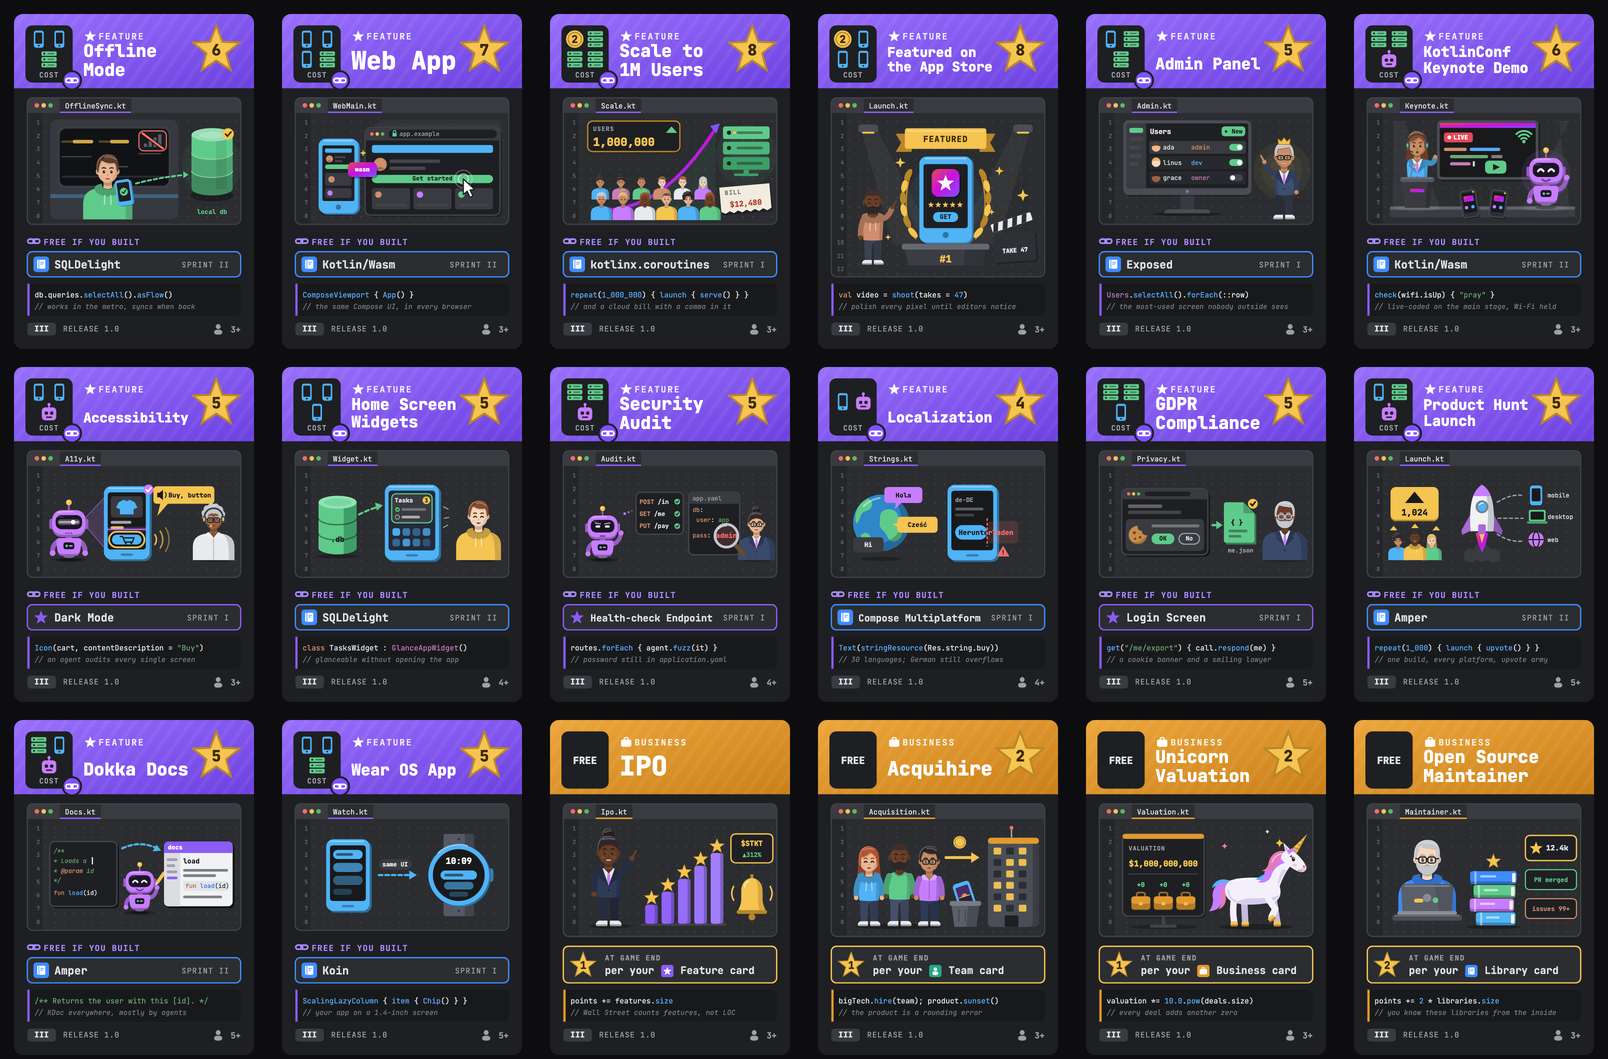 FEATURE
Offline
Mode
6
COST
OfflineSync.kt
local db
FREE IF YOU BUILT
SQLDelight
SPRINT II
db.queries.selectAll().asFlow()
// works in the metro, syncs when back
III
RELEASE 1.0
3+
FEATURE
Web App
7
COST
WebMain.kt
app.example
wasm
Get started
FREE IF YOU BUILT
Kotlin/Wasm
SPRINT II
ComposeViewport { App() }
// the same Compose UI, in every browser
III
RELEASE 1.0
3+
2
FEATURE
Scale to
1M Users
8
COST
Scale.kt
USERS
1,000,000
BILL
$12,480
FREE IF YOU BUILT
kotlinx.coroutines
SPRINT I
repeat(1_000_000) { launch { serve() } }
// and a cloud bill with a comma in it
III
RELEASE 1.0
3+
2
FEATURE
Featured on
the App Store
8
COST
Launch.kt
FEATURED
GET
TAKE 47
#1
val video = shoot(takes = 47)
// polish every pixel until editors notice
III
RELEASE 1.0
3+
FEATURE
Admin Panel
5
COST
Admin.kt
Users
+ New
ada
admin
linus
dev
grace
owner
FREE IF YOU BUILT
Exposed
SPRINT I
Users.selectAll().forEach(::row)
// the most-used screen nobody outside sees
III
RELEASE 1.0
3+
FEATURE
KotlinConf
Keynote Demo
6
COST
Keynote.kt
LIVE
FREE IF YOU BUILT
Kotlin/Wasm
SPRINT II
check(wifi.isUp) { "pray" }
// live-coded on the main stage, Wi-Fi held
III
RELEASE 1.0
3+
FEATURE
Accessibility
5
COST
A11y.kt
Buy, button
FREE IF YOU BUILT
Dark Mode
SPRINT I
Icon(cart, contentDescription = "Buy")
// an agent audits every single screen
III
RELEASE 1.0
3+
FEATURE
Home Screen
Widgets
5
COST
Widget.kt
.db
Tasks
3
FREE IF YOU BUILT
SQLDelight
SPRINT II
class TasksWidget : GlanceAppWidget()
// glanceable without opening the app
III
RELEASE 1.0
4+
FEATURE
Security
Audit
5
COST
Audit.kt
POST /in
GET /me
PUT /pay
app.yaml
db:
user: app
pass: admin
FREE IF YOU BUILT
Health-check Endpoint
SPRINT I
routes.forEach { agent.fuzz(it) }
// password still in application.yaml
III
RELEASE 1.0
4+
FEATURE
Localization
4
COST
Strings.kt
Hola
Cześć
Hi
de-DE
Herunterladen
FREE IF YOU BUILT
Compose Multiplatform
SPRINT I
Text(stringResource(Res.string.buy))
// 30 languages; German still overflows
III
RELEASE 1.0
4+
FEATURE
GDPR
Compliance
5
COST
Privacy.kt
OK
No
{ }
me.json
FREE IF YOU BUILT
Login Screen
SPRINT I
get("/me/export") { call.respond(me) }
// a cookie banner and a smiling lawyer
III
RELEASE 1.0
5+
FEATURE
Product Hunt
Launch
5
COST
Launch.kt
1,024
mobile
desktop
web
FREE IF YOU BUILT
Amper
SPRINT II
repeat(1_000) { launch { upvote() } }
// one build, every platform, upvote army
III
RELEASE 1.0
5+
FEATURE
Dokka Docs
5
COST
Docs.kt
/**
* Loads a
* @param id
*/
fun load(id)
docs
load
fun load(id)
FREE IF YOU BUILT
Amper
SPRINT II
/** Returns the user with this [id]. */
// KDoc everywhere, mostly by agents
III
RELEASE 1.0
5+
FEATURE
Wear OS App
5
COST
Watch.kt
same UI
10:09
FREE IF YOU BUILT
Koin
SPRINT I
ScalingLazyColumn { item { Chip() } }
// your app on a 1.4-inch screen
III
RELEASE 1.0
5+
FREE
BUSINESS
IPO
Ipo.kt
$STKT
▲312%
1
AT GAME END
per your Feature card
points += features.size
// Wall Street counts features, not LOC
III
RELEASE 1.0
3+
FREE
BUSINESS
Acquihire
2
Acquisition.kt
1
AT GAME END
per your Team card
bigTech.hire(team); product.sunset()
// the product is a rounding error
III
RELEASE 1.0
3+
FREE
BUSINESS
Unicorn
Valuation
2
Valuation.kt
VALUATION
$1,000,000,000
+0
+0
+0
1
AT GAME END
per your Business card
valuation *= 10.0.pow(deals.size)
// every deal adds another zero
III
RELEASE 1.0
3+
FREE
BUSINESS
Open Source
Maintainer
Maintainer.kt
12.4k
PR merged
issues 99+
2
AT GAME END
per your Library card
points += 2 * libraries.size
// you know these libraries from the inside
III
RELEASE 1.0
3+